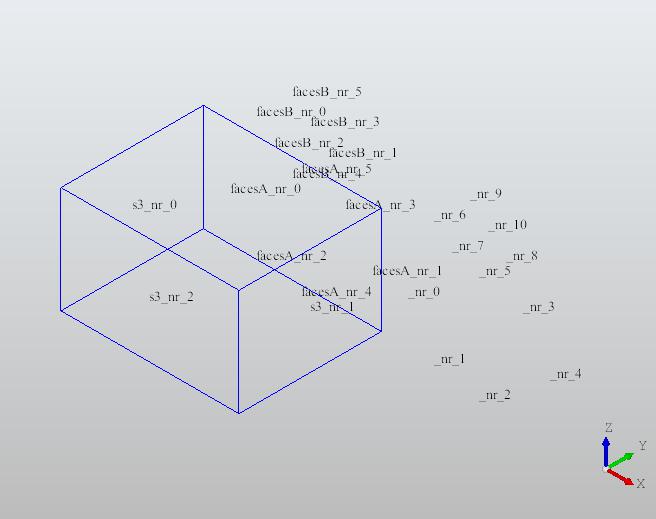 facesB_nr_5
facesB_nr_0
facesB_nr_3
facesB_nr_2
facesB_nr_1
facesA_nr_5
facesB_nr_4
facesA_nr_0
_nr_9
s3_nr_0
facesA_nr_3
_nr_6
_nr_10
_nr_7
facesA_nr_2
_nr_8
facesA_nr_1
_nr_5
facesA_nr_4
_nr_0
s3_nr_2
s3_nr_1
_nr_3
_nr_1
_nr_4
_nr_2
Z
Y
X